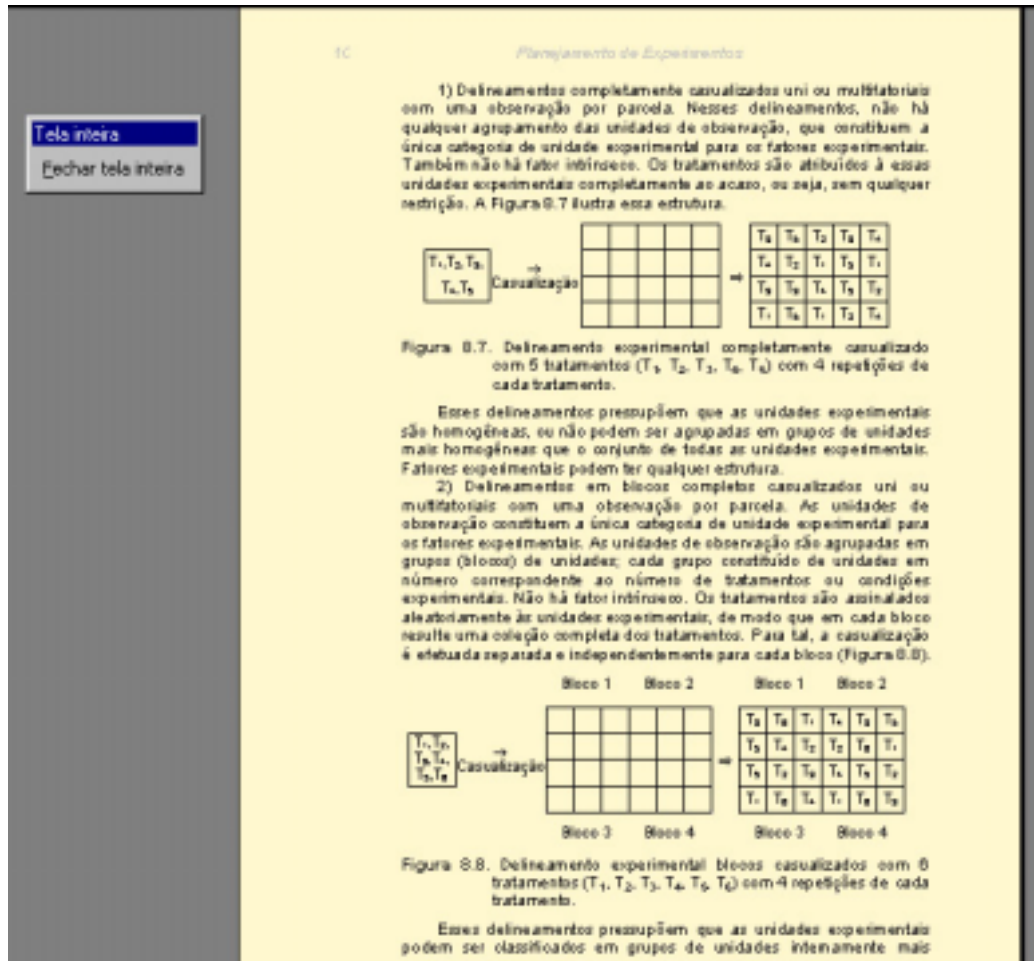 Tela inteira
Fechar tela inteira
Planejamento de Experimentos
1) Delineamentos completamente casualizados uni ou multifatoriais
com uma observação por parcela. Nesses delineamentos, não há
qualquer agrupamento das unidades de observação, que constituem a
única categoria de unidade experimental para os fatores experimentais.
Também não há fator intrínseco. Os tratamentos são atribuídos à essas
unidades experimentais completamente ao acaso, ou seja, sem qualquer
restrição. A Figura 8.7 ilustra essa estrutura.
Casualização
Figura 8.7. Delineamento experimental completamente casualizado
com 5 tratamentos com 4 repetições de
cada tratamento.
Esses delineamentos pressupõem que as unidades experimentais
são homogêneas, ou não podem ser agrupadas em grupos de unidades
mais homogêneas que o conjunto de todas as unidades experimentais.
Fatores experimentais podem ter qualquer estrutura.
2) Delineamentos em blocos completos casualizados uni ou
multifatoriais com uma observação por parcela. As unidades de
observação constituem a única categoria de unidade experimental para
os fatores experimentais. As unidades de observação são agrupadas em
grupos (blocos) de unidades; cada grupo constituído de unidades em
número correspondente ao número de tratamentos ou condições
experimentais. Não há fator intrínseco. Os tratamentos são assinalados
aleatoriamente às unidades experimentais, de modo que em cada bloco
resulte uma coleção completa dos tratamentos. Para tal, a casualização
é efetuada separada e independentemente para cada bloco (Figura 8.8).
Bloco 1 Bloco 2 Bloco 1 Bloco 2
Casualização
Bloco 3 Bloco 4 Bloco 3 Bloco 4
Figura 8.8. Delineamento experimental blocos casualizados com 6
tratamentos (T₁, T₂, T₃, T₄, T₅, T₆) com 4 repetições de cada
tratamento.
Esses delineamentos pressupõem que as unidades experimentais
podem ser classificados em grupos de unidades internamente mais